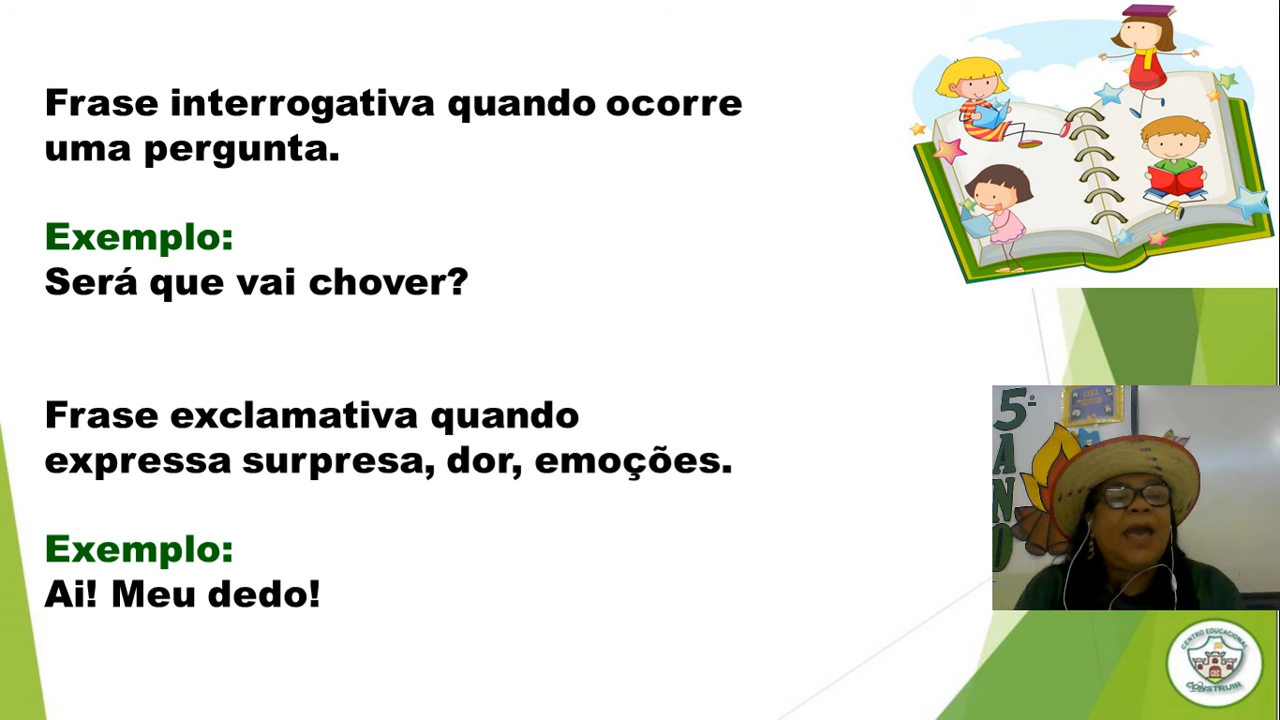 Frase interrogativa quando ocorre
uma pergunta.
Exemplo:
Será que vai chover?
Frase exclamativa quando
expressa surpresa, dor, emoções.
Exemplo:
Ai! Meu dedo!
5º
ANO
CENTRO EDUCACIONAL